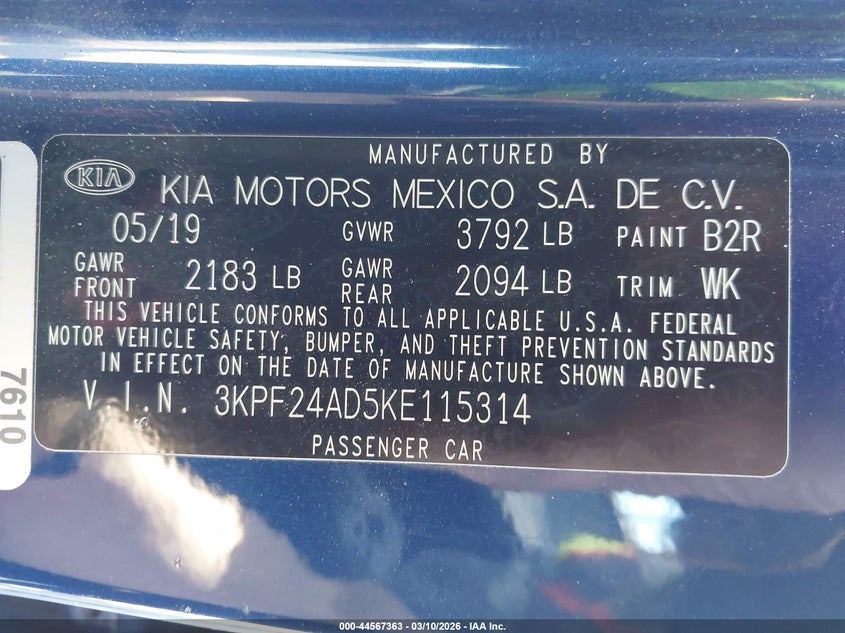 MANUFACTURED BY
KIA KIA MOTORS MEXICO S.A. DE C.V.
05/19 GVWR 3792 LB PAINT B2R
GAWR FRONT 2183 LB GAWR REAR 2094 LB TRIM WK
THIS VEHICLE CONFORMS TO ALL APPLICABLE U.S.A. FEDERAL
MOTOR VEHICLE SAFETY, BUMPER, AND THEFT PREVENTION STANDARDS
IN EFFECT ON THE DATE OF MANUFACTURE SHOWN ABOVE.
V.I.N. 3KPF24AD5KE115314
PASSENGER CAR
7610
000-44567363 - 03/10/2026 - IAA Inc.